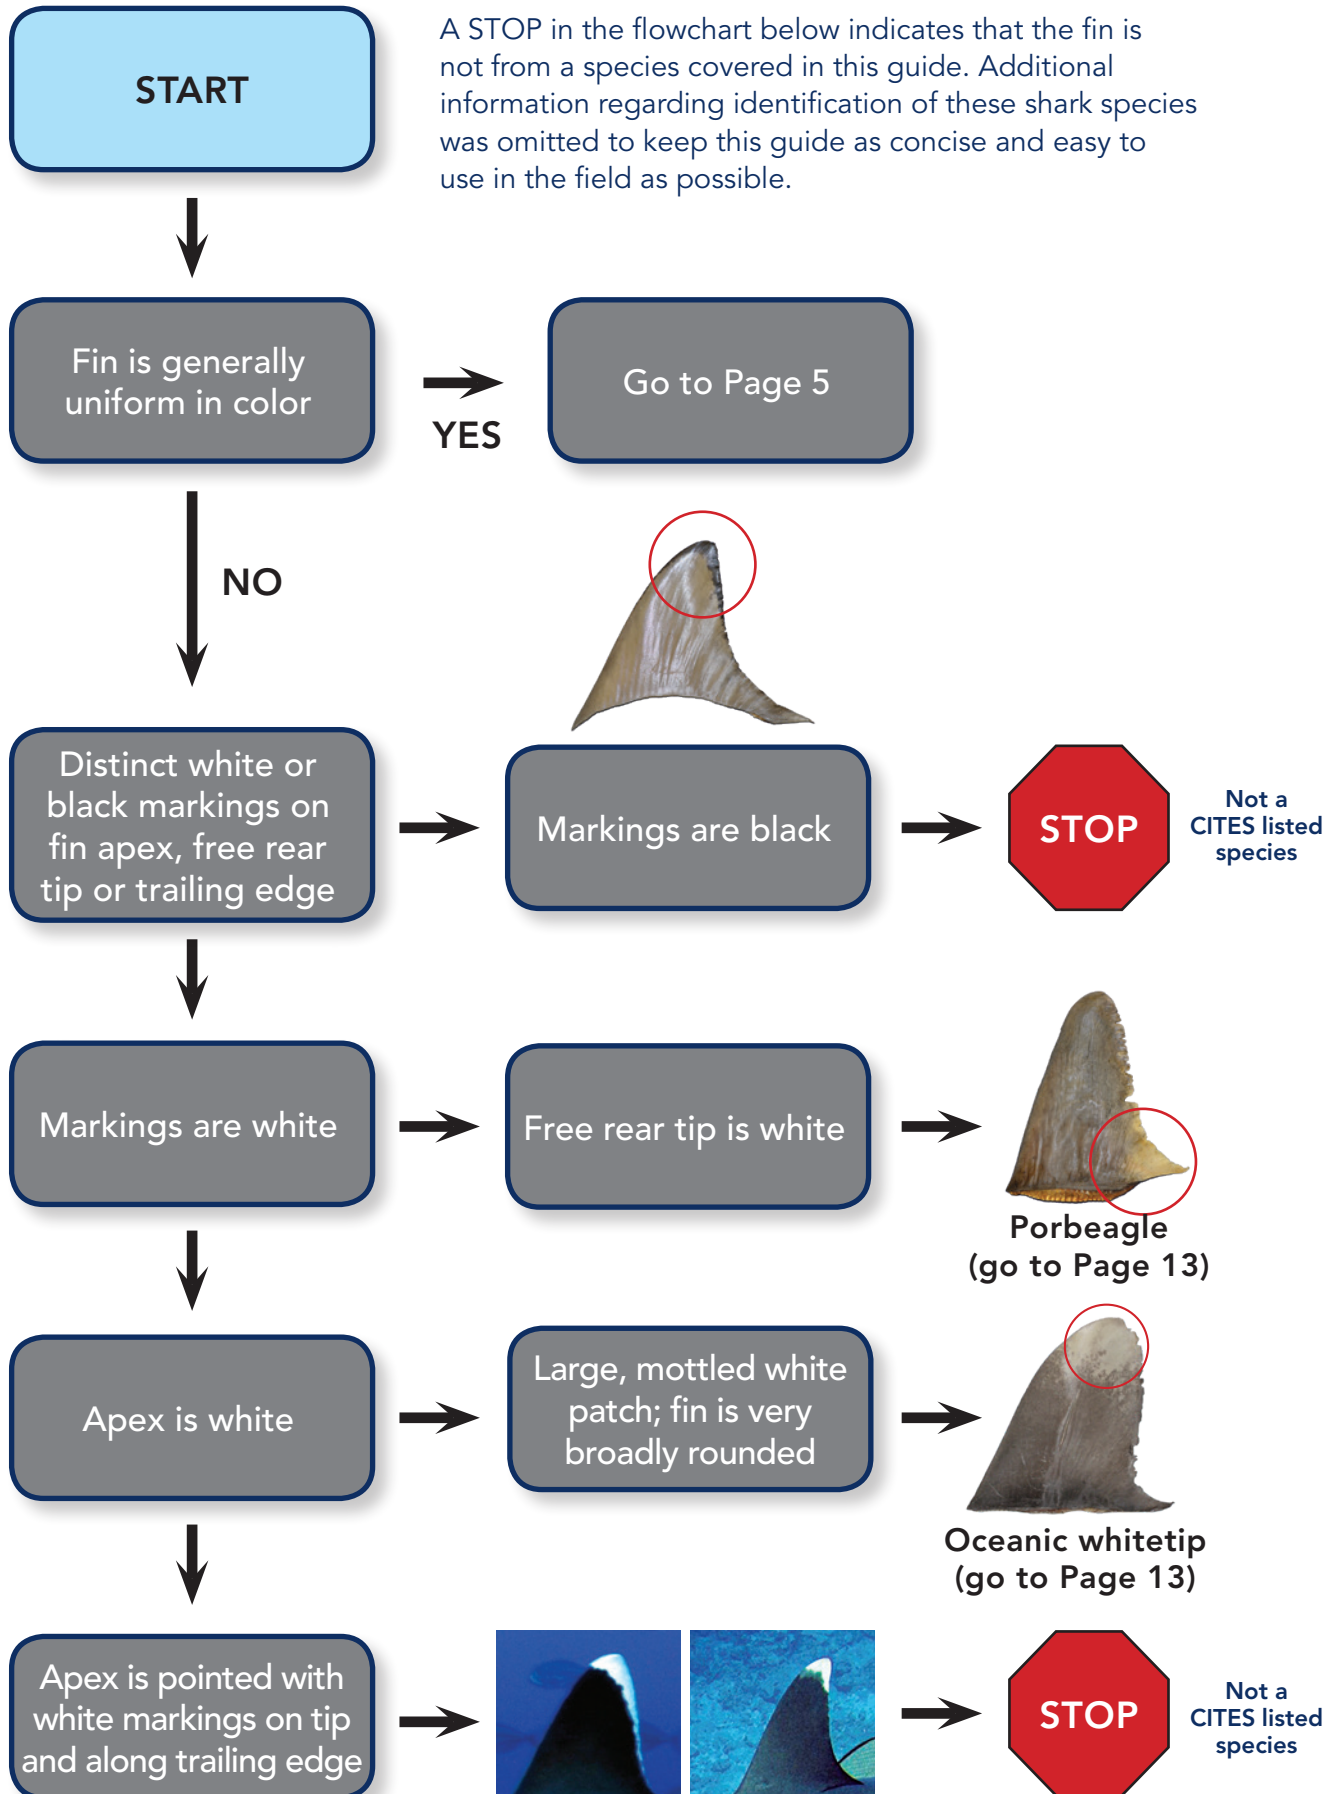 START
A STOP in the flowchart below indicates that the fin is
not from a species covered in this guide. Additional
information regarding identification of these shark species
was omitted to keep this guide as concise and easy to
use in the field as possible.
Fin is generally
uniform in color
YES
Go to Page 5
NO
Distinct white or
black markings on
fin apex, free rear
tip or trailing edge
Markings are black
STOP
Not a
CITES listed
species
Markings are white
Free rear tip is white
Porbeagle
(go to Page 13)
Apex is white
Large, mottled white
patch; fin is very
broadly rounded
Oceanic whitetip
(go to Page 13)
Apex is pointed with
white markings on tip
and along trailing edge
STOP
Not a
CITES listed
species